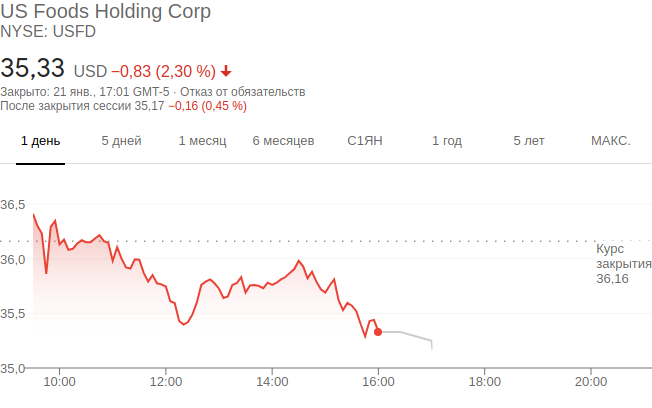 US Foods Holding Corp
NYSE: USFD
35,33 USD −0,83 (2,30 %)
Закрыто: 21 янв., 17:01 GMT-5 · Отказ от обязательств
После закрытия сессии 35,17 −0,16 (0,45 %)
1 день 5 дней 1 месяц 6 месяцев С1ЯН 1 год 5 лет МАКС.
36,5
Курс
закрытия
36,16
36,0
35,5
35,0
10:00 12:00 14:00 16:00 18:00 20:00